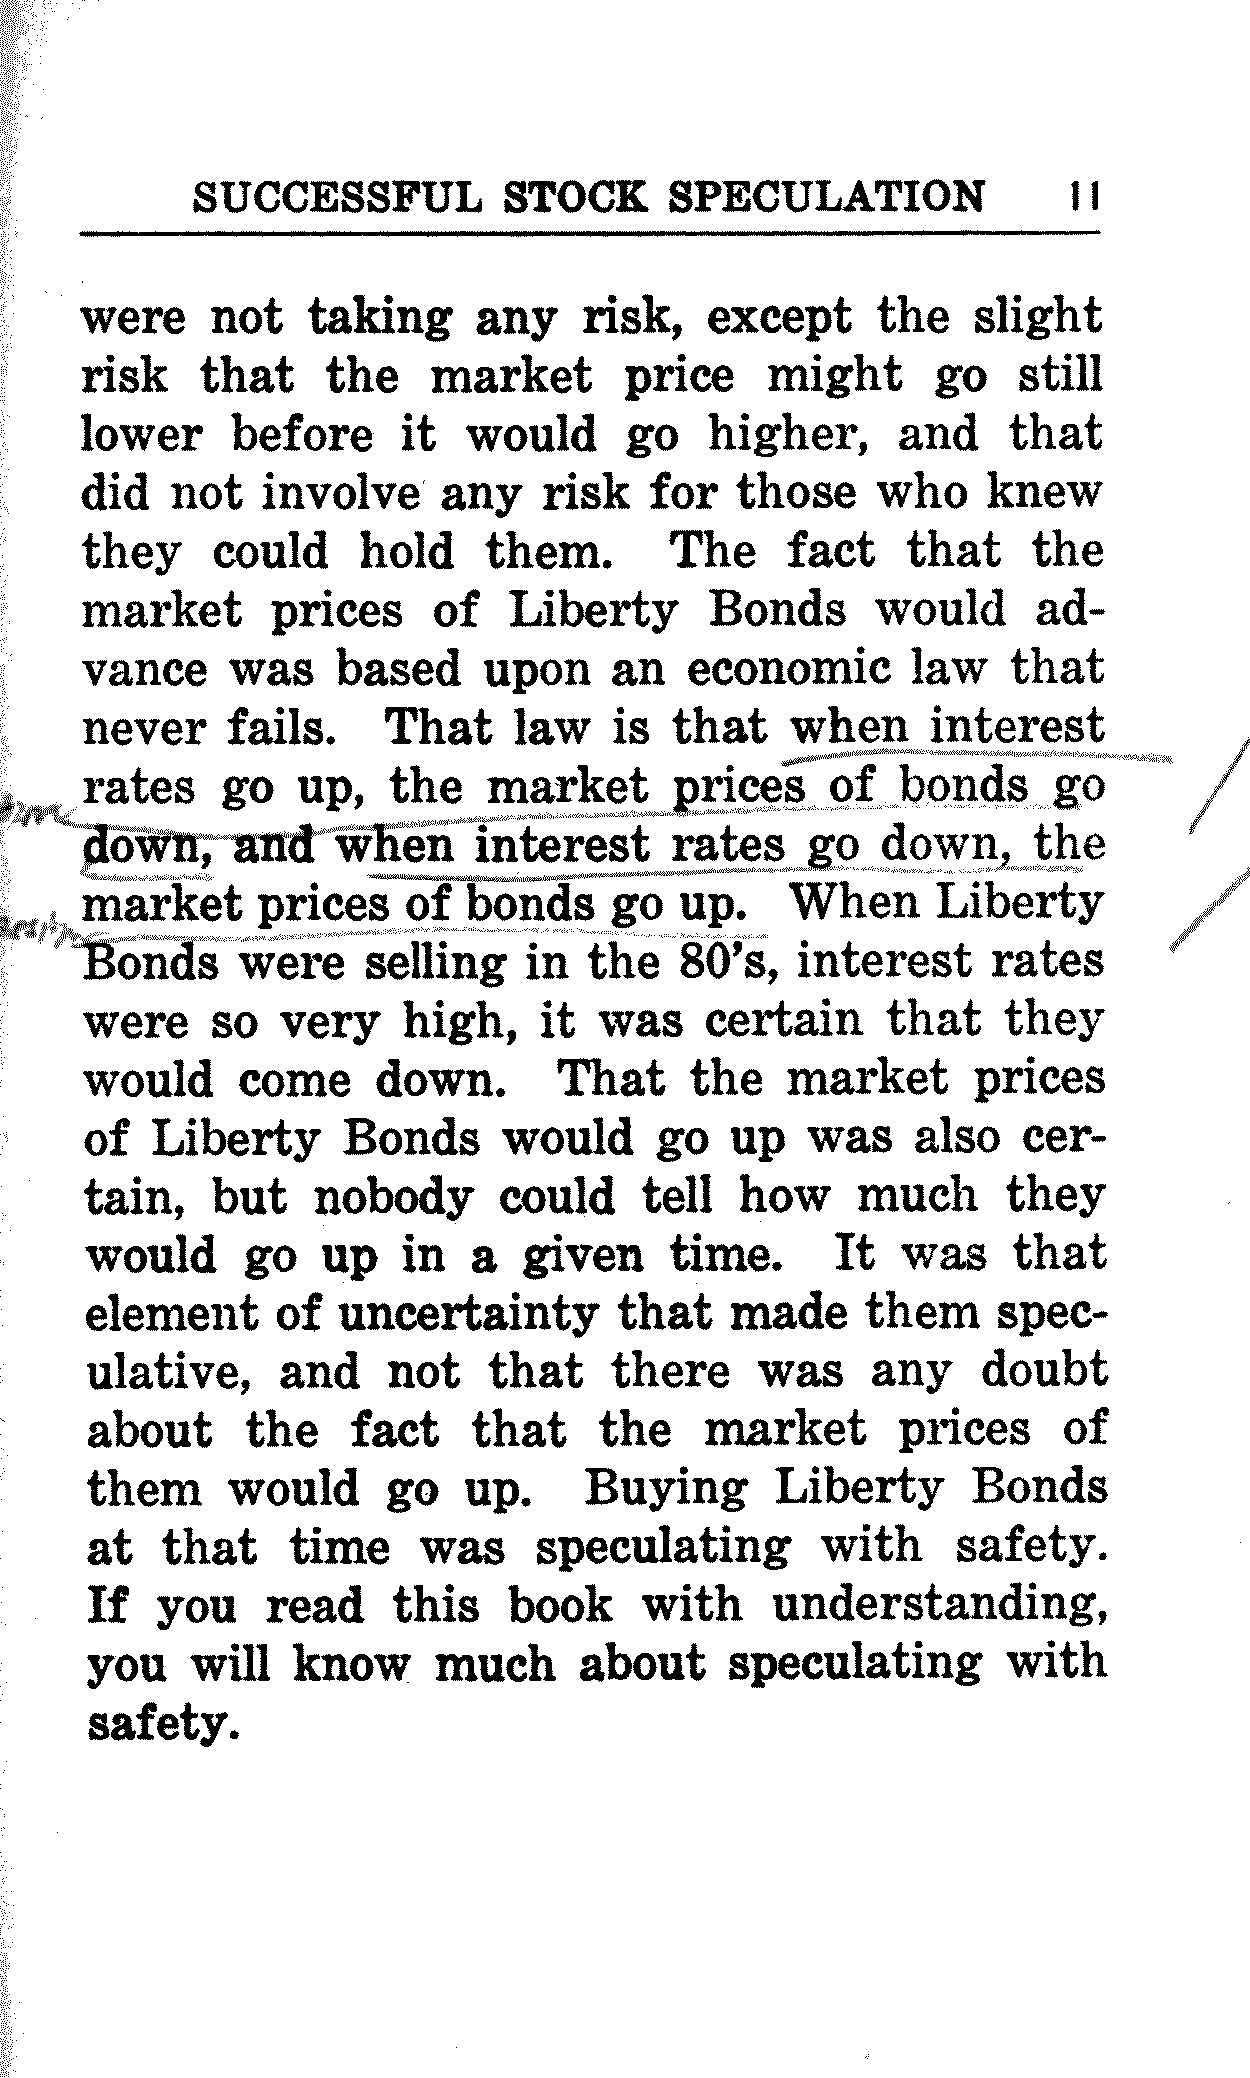 SUCCESSFUL STOCK SPECULATION 11
were not taking any risk, except the slight
risk that the market price might go still
lower before it would go higher, and that
did not involve any risk for those who knew
they could hold them. The fact that the
market prices of Liberty Bonds would ad-
vance was based upon an economic law that
never fails. That law is that when interest
rates go up, the market prices of bonds go
down, and when interest rates go down, the
market prices of bonds go up. When Liberty
Bonds were selling in the 80's, interest rates
were so very high, it was certain that they
would come down. That the market prices
of Liberty Bonds would go up was also cer-
tain, but nobody could tell how much they
would go up in a given time. It was that
element of uncertainty that made them spec-
ulative, and not that there was any doubt
about the fact that the market prices of
them would go up. Buying Liberty Bonds
at that time was speculating with safety.
If you read this book with understanding,
you will know much about speculating with
safety.